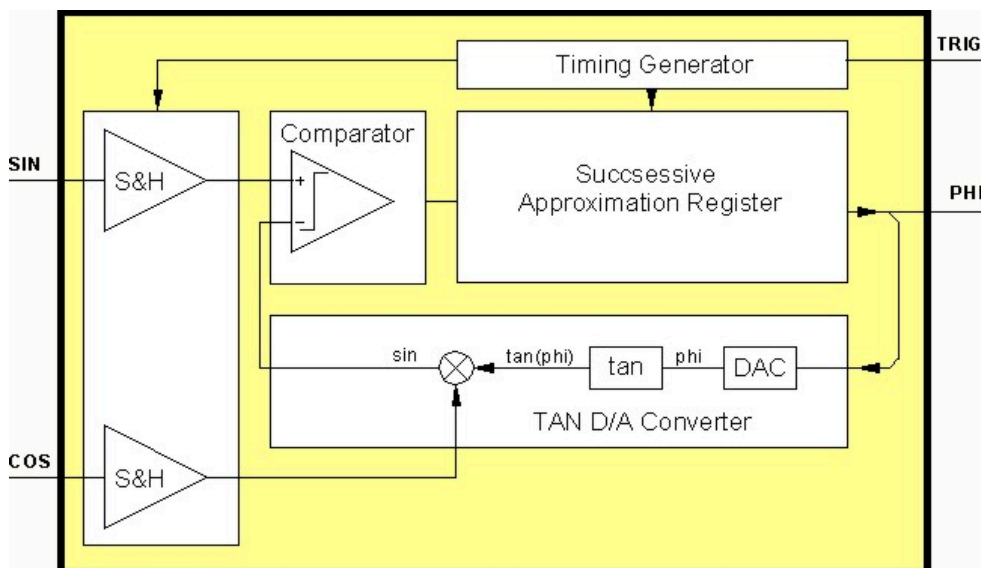 TRIG
Timing Generator
Comparator
SIN
S&H
+
−
Succsessive
Approximation Register
PHI
sin
tan(phi)
tan
phi
DAC
TAN D/A Converter
COS
S&H